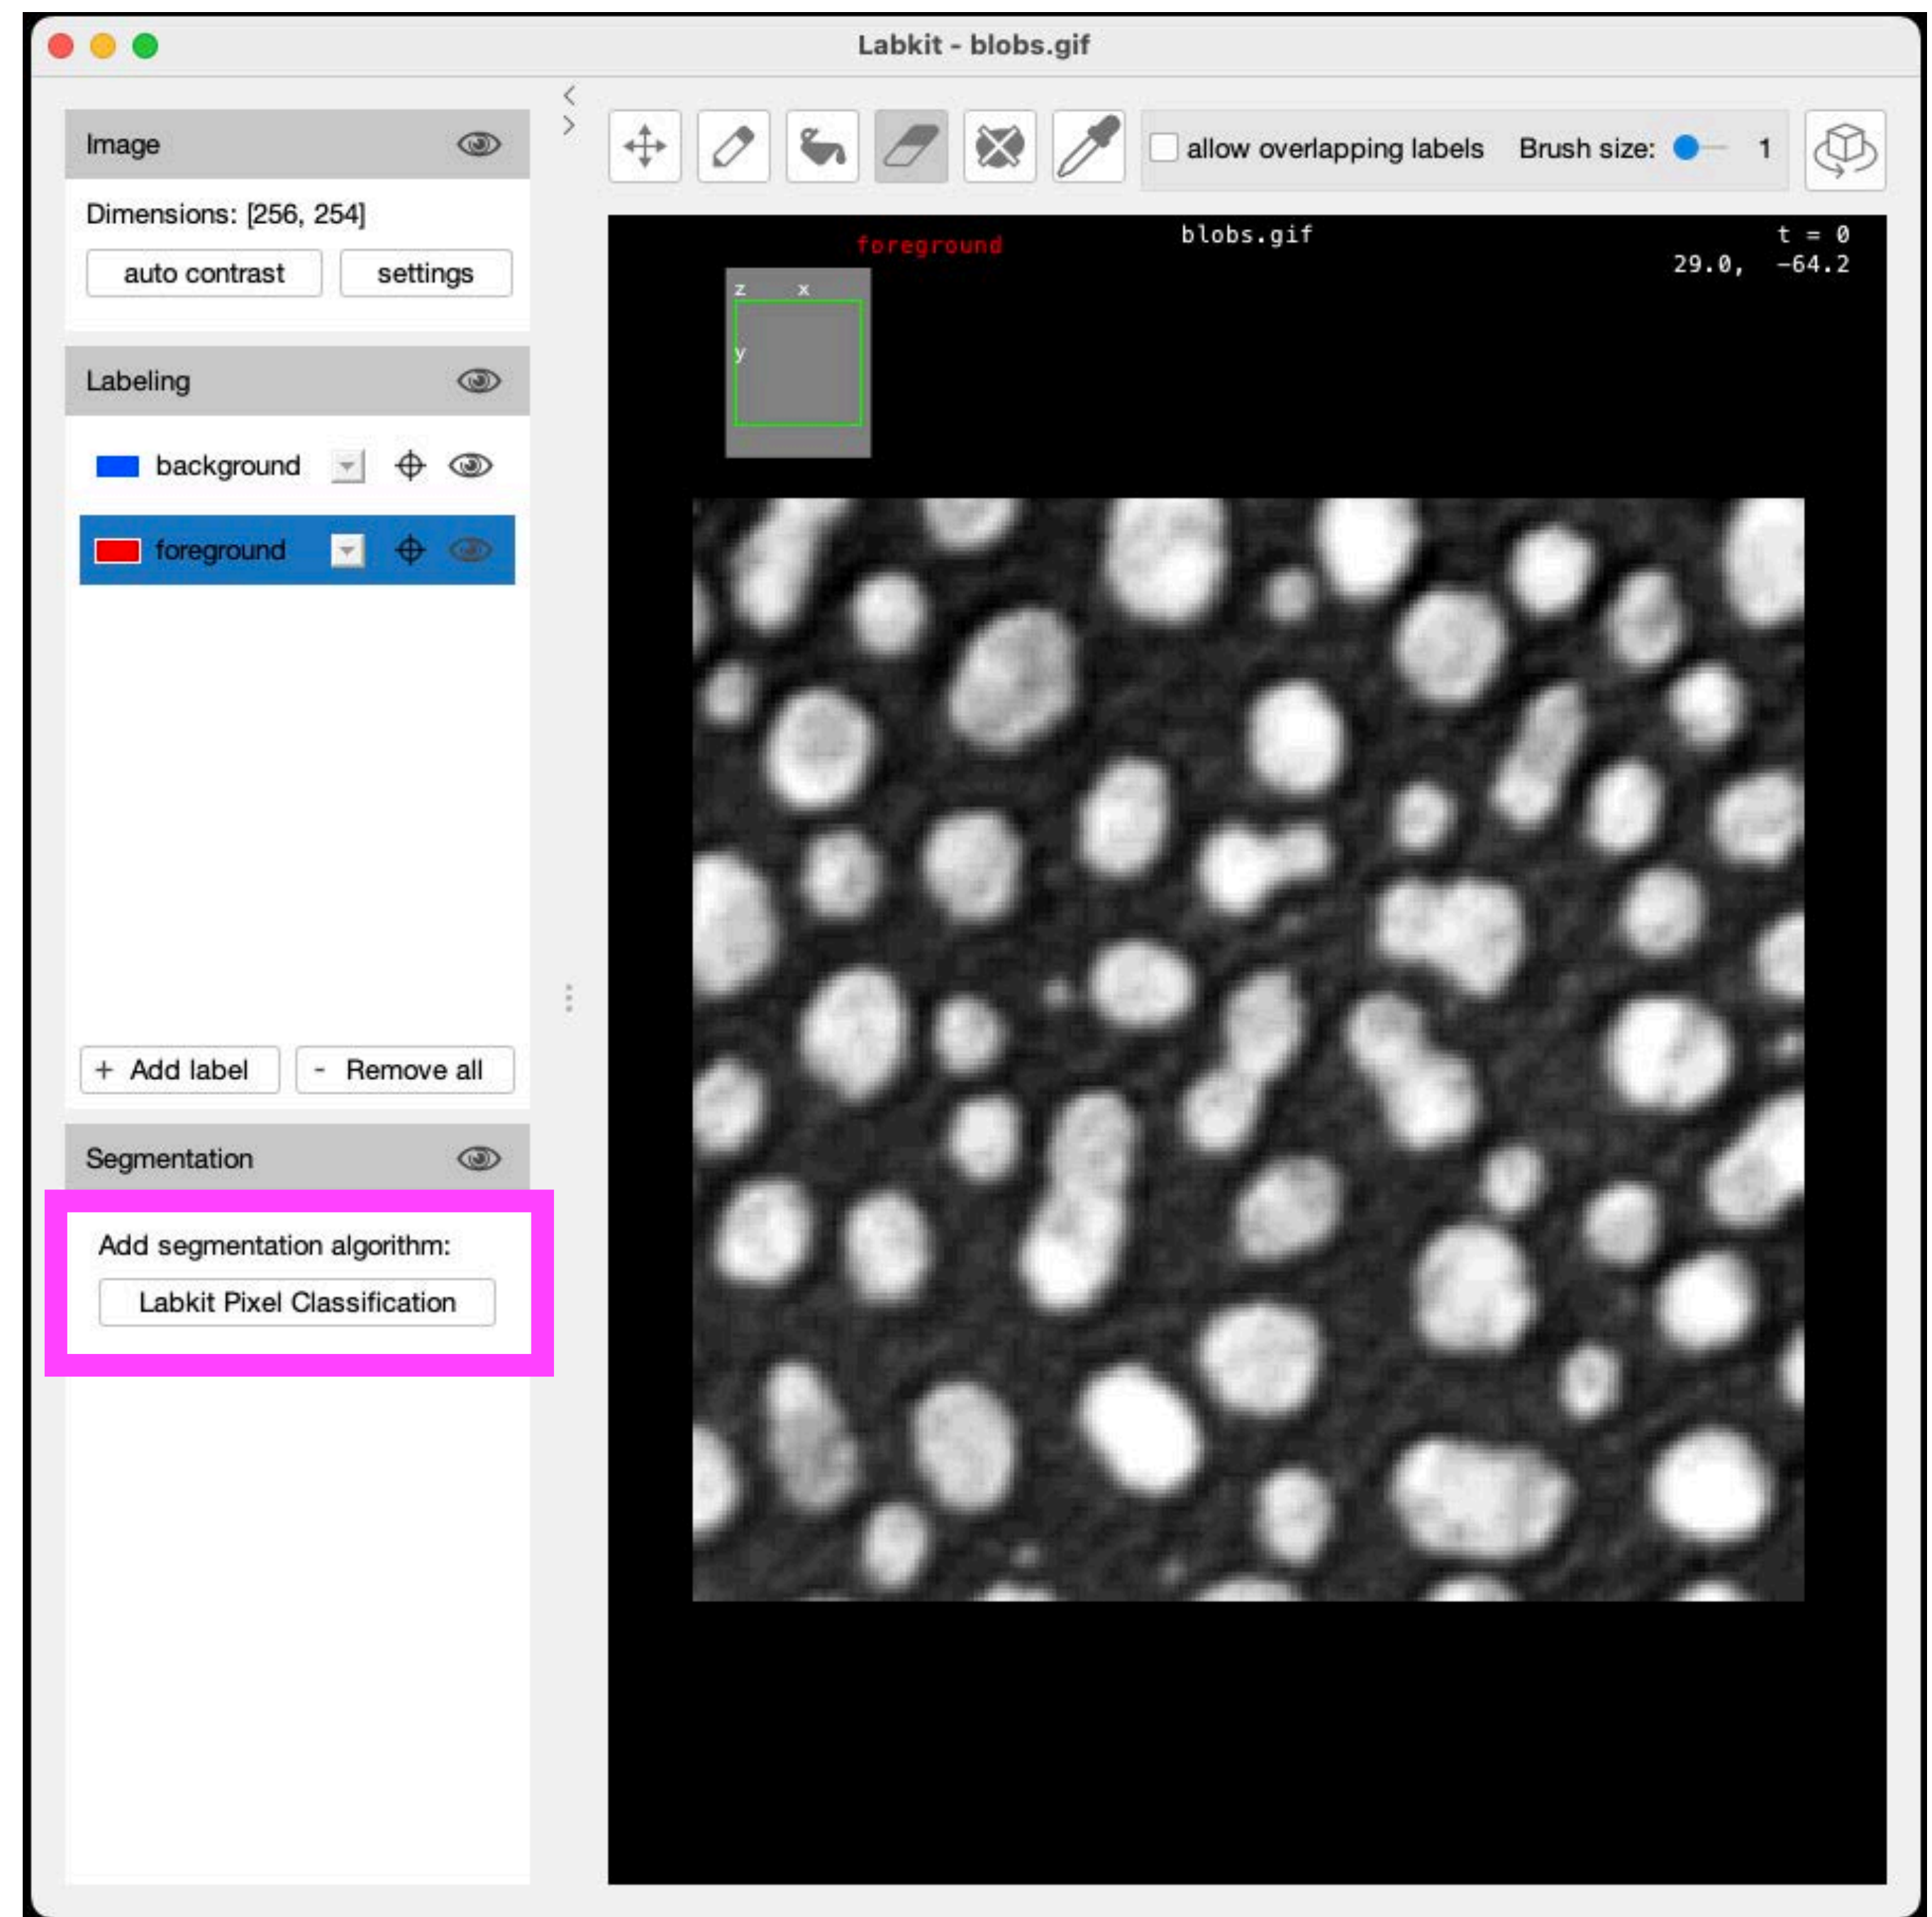 Labkit - blobs.gif
Image
Dimensions: [256, 254]
auto contrast settings
Labeling
background
foreground
+ Add label - Remove all
Segmentation
Add segmentation algorithm:
Labkit Pixel Classification
allow overlapping labels Brush size: 1
foreground blobs.gif t = 0
29.0, -64.2
z x
y